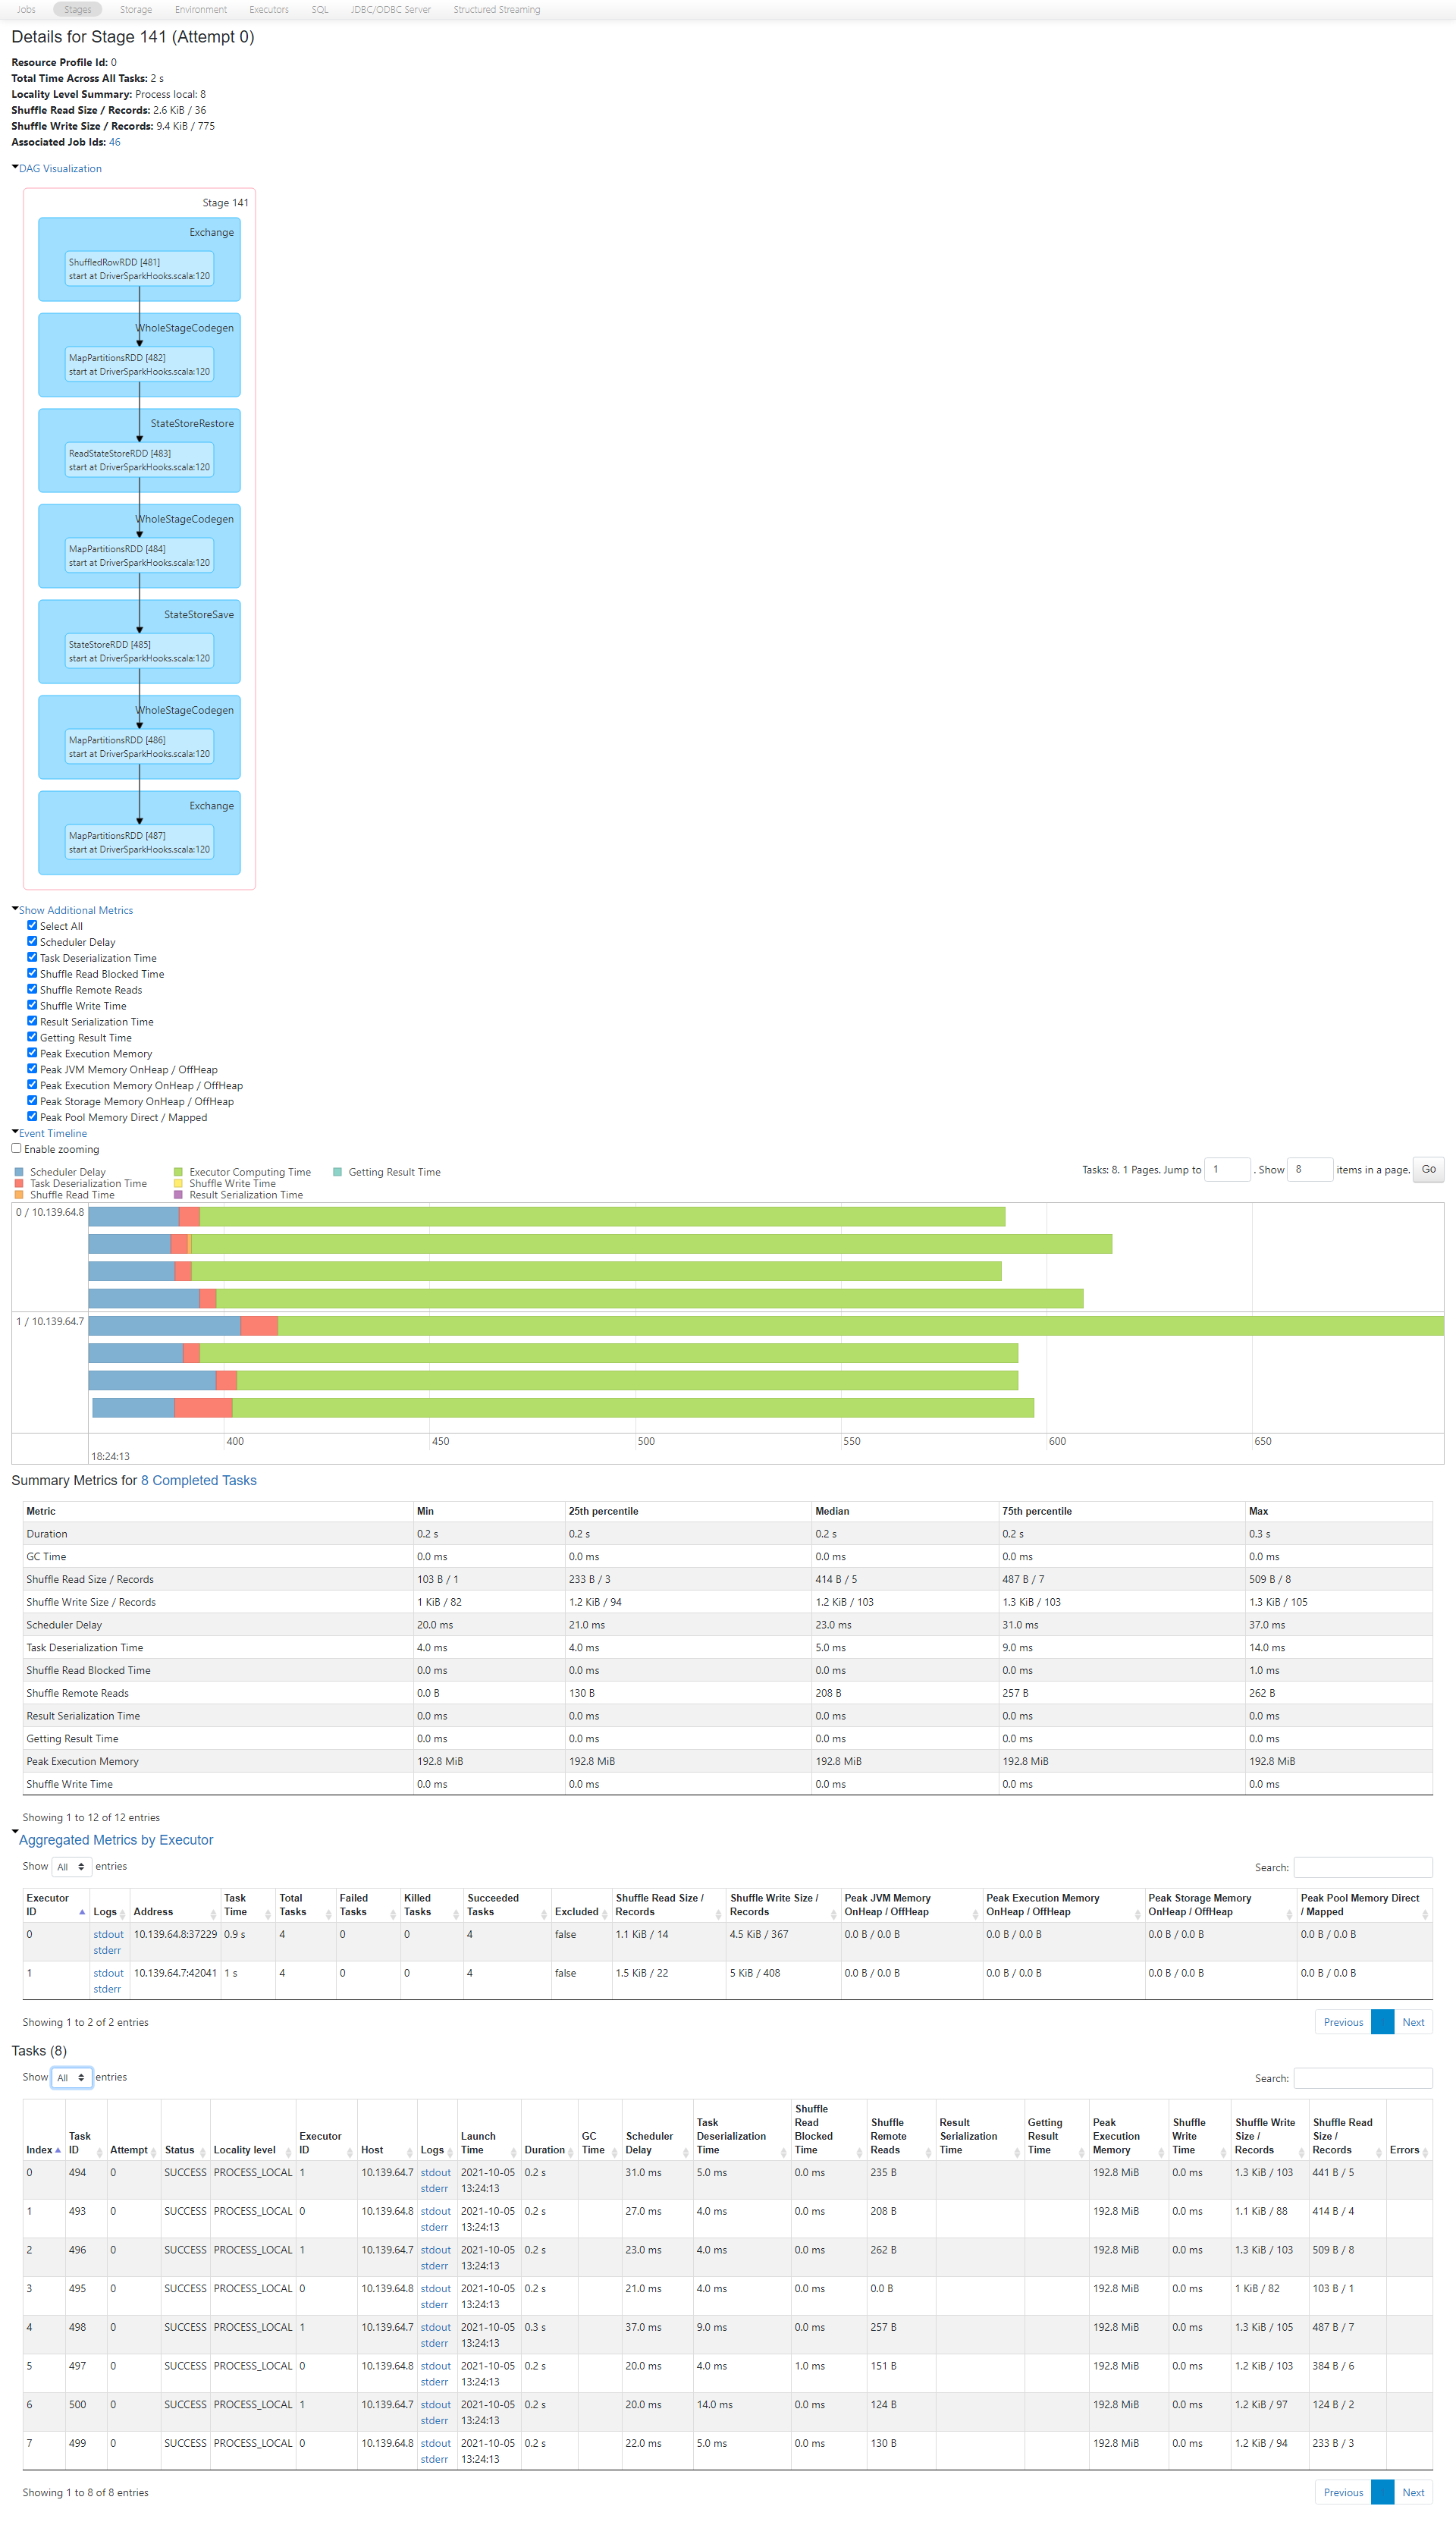 Jobs Stages Storage Environment Executors SQL JDBC/ODBC Server Structured Streaming
Details for Stage 141 (Attempt 0)
Resource Profile Id: 0
Total Time Across All Tasks: 2 s
Locality Level Summary: Process local: 8
Shuffle Read Size / Records: 2.6 KiB / 36
Shuffle Write Size / Records: 9.4 KiB / 775
Associated Job Ids: 46
DAG Visualization
Stage 141
Exchange
ShuffledRowRDD [481]
start at DriverSparkHooks.scala:120
WholeStageCodegen
MapPartitionsRDD [482]
start at DriverSparkHooks.scala:120
StateStoreRestore
ReadStateStoreRDD [483]
start at DriverSparkHooks.scala:120
WholeStageCodegen
MapPartitionsRDD [484]
start at DriverSparkHooks.scala:120
StateStoreSave
StateStoreRDD [485]
start at DriverSparkHooks.scala:120
WholeStageCodegen
MapPartitionsRDD [486]
start at DriverSparkHooks.scala:120
Exchange
MapPartitionsRDD [487]
start at DriverSparkHooks.scala:120
Show Additional Metrics
Select All
Scheduler Delay
Task Deserialization Time
Shuffle Read Blocked Time
Shuffle Remote Reads
Shuffle Write Time
Result Serialization Time
Getting Result Time
Peak Execution Memory
Peak JVM Memory OnHeap / OffHeap
Peak Execution Memory OnHeap / OffHeap
Peak Storage Memory OnHeap / OffHeap
Peak Pool Memory Direct / Mapped
Event Timeline
Enable zooming
Tasks: 8. 1 Pages. Jump to 1 . Show 8 items in a page. Go
Scheduler Delay Executor Computing Time Getting Result Time
Task Deserialization Time Shuffle Write Time
Shuffle Read Time Result Serialization Time
0 / 10.139.64.8
1 / 10.139.64.7
400 450 500 550 600 650
18:24:13
Summary Metrics for 8 Completed Tasks
Metric Min 25th percentile Median 75th percentile Max
Duration 0.2 s 0.2 s 0.2 s 0.2 s 0.3 s
GC Time 0.0 ms 0.0 ms 0.0 ms 0.0 ms 0.0 ms
Shuffle Read Size / Records 103 B / 1 233 B / 3 414 B / 5 487 B / 7 509 B / 8
Shuffle Write Size / Records 1 KiB / 82 1.2 KiB / 94 1.2 KiB / 103 1.3 KiB / 103 1.3 KiB / 105
Scheduler Delay 20.0 ms 21.0 ms 23.0 ms 31.0 ms 37.0 ms
Task Deserialization Time 4.0 ms 4.0 ms 5.0 ms 9.0 ms 14.0 ms
Shuffle Read Blocked Time 0.0 ms 0.0 ms 0.0 ms 0.0 ms 1.0 ms
Shuffle Remote Reads 0.0 B 130 B 208 B 257 B 262 B
Result Serialization Time 0.0 ms 0.0 ms 0.0 ms 0.0 ms 0.0 ms
Getting Result Time 0.0 ms 0.0 ms 0.0 ms 0.0 ms 0.0 ms
Peak Execution Memory 192.8 MiB 192.8 MiB 192.8 MiB 192.8 MiB 192.8 MiB
Shuffle Write Time 0.0 ms 0.0 ms 0.0 ms 0.0 ms 0.0 ms
Showing 1 to 12 of 12 entries
Aggregated Metrics by Executor
Show All entries Search:
Executor ID Logs Address Task Time Total Tasks Failed Tasks Killed Tasks Succeeded Tasks Excluded Shuffle Read Size / Records Shuffle Write Size / Records Peak JVM Memory OnHeap / OffHeap Peak Execution Memory OnHeap / OffHeap Peak Storage Memory OnHeap / OffHeap Peak Pool Memory Direct / Mapped
0 stdout stderr 10.139.64.8:37229 0.9 s 4 0 0 4 false 1.1 KiB / 14 4.5 KiB / 367 0.0 B / 0.0 B 0.0 B / 0.0 B 0.0 B / 0.0 B 0.0 B / 0.0 B
1 stdout stderr 10.139.64.7:42041 1 s 4 0 0 4 false 1.5 KiB / 22 5 KiB / 408 0.0 B / 0.0 B 0.0 B / 0.0 B 0.0 B / 0.0 B 0.0 B / 0.0 B
Showing 1 to 2 of 2 entries Previous Next
Tasks (8)
Show All entries Search:
Index Task ID Attempt Status Locality level Executor ID Host Logs Launch Time Duration GC Time Scheduler Delay Task Deserialization Time Shuffle Read Blocked Time Shuffle Remote Reads Result Serialization Time Getting Result Time Peak Execution Memory Shuffle Write Time Shuffle Write Size / Records Shuffle Read Size / Records Errors
0 494 0 SUCCESS PROCESS_LOCAL 1 10.139.64.7 stdout stderr 2021-10-05 13:24:13 0.2 s 31.0 ms 5.0 ms 0.0 ms 235 B 192.8 MiB 0.0 ms 1.3 KiB / 103 441 B / 5
1 493 0 SUCCESS PROCESS_LOCAL 0 10.139.64.8 stdout stderr 2021-10-05 13:24:13 0.2 s 27.0 ms 4.0 ms 0.0 ms 208 B 192.8 MiB 0.0 ms 1.1 KiB / 88 414 B / 4
2 496 0 SUCCESS PROCESS_LOCAL 1 10.139.64.7 stdout stderr 2021-10-05 13:24:13 0.2 s 23.0 ms 4.0 ms 0.0 ms 262 B 192.8 MiB 0.0 ms 1.3 KiB / 103 509 B / 8
3 495 0 SUCCESS PROCESS_LOCAL 0 10.139.64.8 stdout stderr 2021-10-05 13:24:13 0.2 s 21.0 ms 4.0 ms 0.0 ms 0.0 B 192.8 MiB 0.0 ms 1 KiB / 82 103 B / 1
4 498 0 SUCCESS PROCESS_LOCAL 1 10.139.64.7 stdout stderr 2021-10-05 13:24:13 0.3 s 37.0 ms 9.0 ms 0.0 ms 257 B 192.8 MiB 0.0 ms 1.3 KiB / 105 487 B / 7
5 497 0 SUCCESS PROCESS_LOCAL 0 10.139.64.8 stdout stderr 2021-10-05 13:24:13 0.2 s 20.0 ms 4.0 ms 1.0 ms 151 B 192.8 MiB 0.0 ms 1.2 KiB / 103 384 B / 6
6 500 0 SUCCESS PROCESS_LOCAL 1 10.139.64.7 stdout stderr 2021-10-05 13:24:13 0.2 s 20.0 ms 14.0 ms 0.0 ms 124 B 192.8 MiB 0.0 ms 1.2 KiB / 97 124 B / 2
7 499 0 SUCCESS PROCESS_LOCAL 0 10.139.64.8 stdout stderr 2021-10-05 13:24:13 0.2 s 22.0 ms 5.0 ms 0.0 ms 130 B 192.8 MiB 0.0 ms 1.2 KiB / 94 233 B / 3
Showing 1 to 8 of 8 entries Previous Next